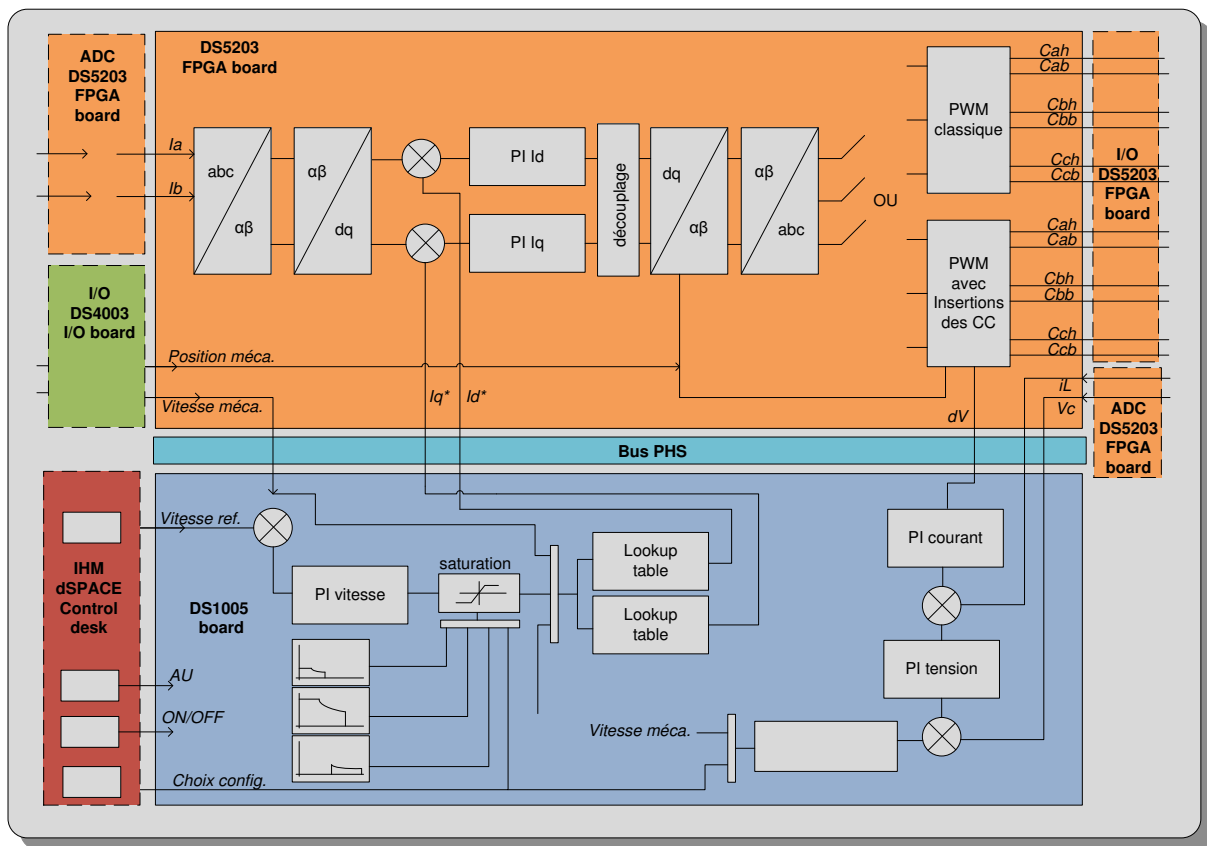 ADC
DS5203
FPGA
board
DS5203
FPGA board
Ia
Ib
abc
αβ
αβ
dq
PI Id
PI Iq
découplage
dq
αβ
αβ
abc
OU
PWM
classique
Cah
Cab
Cbh
Cbb
Cch
Ccb
I/O
DS5203
FPGA
board
PWM
avec
Insertions
des CC
Cah
Cab
Cbh
Cbb
Cch
Ccb
I/O
DS4003
I/O board
Position méca.
Vitesse méca.
Iq*
Id*
dV
iL
Vc
ADC
DS5203
FPGA
board
Bus PHS
IHM
dSPACE
Control
desk
Vitesse ref.
AU
ON/OFF
Choix config.
DS1005
board
PI vitesse
saturation
Lookup
table
Lookup
table
PI courant
PI tension
Vitesse méca.